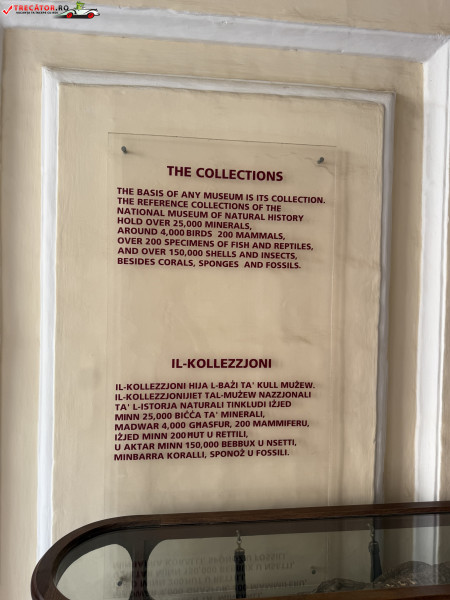 TRECĂTOR.RO
THE COLLECTIONS
THE BASIS OF ANY MUSEUM IS ITS COLLECTION.
THE REFERENCE COLLECTIONS OF THE
NATIONAL MUSEUM OF NATURAL HISTORY
HOLD OVER 25,000 MINERALS,
AROUND 4,000 BIRDS 200 MAMMALS,
OVER 200 SPECIMENS OF FISH AND REPTILES,
AND OVER 150,000 SHELLS AND INSECTS,
BESIDES CORALS, SPONGES AND FOSSILS.
IL-KOLLEZZJONI
IL-KOLLEZZJONI HIJA L-BAŻI TA' KULL MUŻEW.
IL-KOLLEZZJONIJIET TAL-MUŻEW NAZZJONALI
TA' L-ISTORJA NATURALI TINKLUDI IŻJED
MINN 25,000 BIĊĊA TA' MINERALI,
MADWAR 4,000 GHASFUR, 200 MAMMIFERU,
IŻJED MINN 200 ĦUT U RETTILI,
U AKTAR MINN 150,000 BEBBUX U NSETTI,
MINBARRA KORALLI, SPONOŻ U FOSSILI.